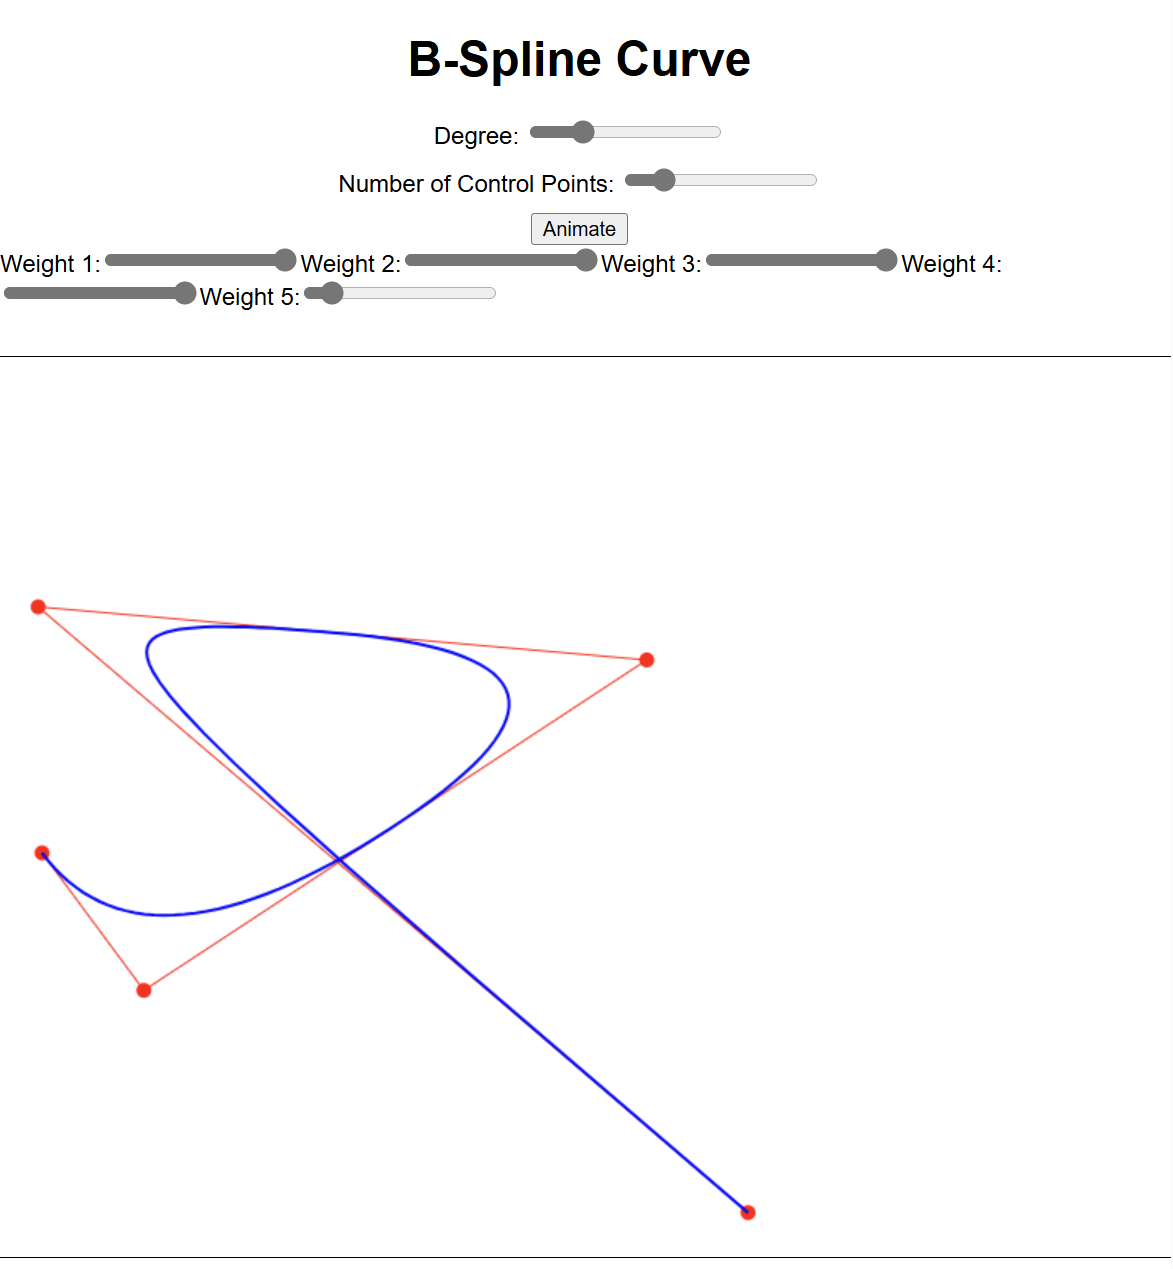 B-Spline Curve
Degree:
Number of Control Points:
Animate
Weight 1: Weight 2: Weight 3: Weight 4:
Weight 5: